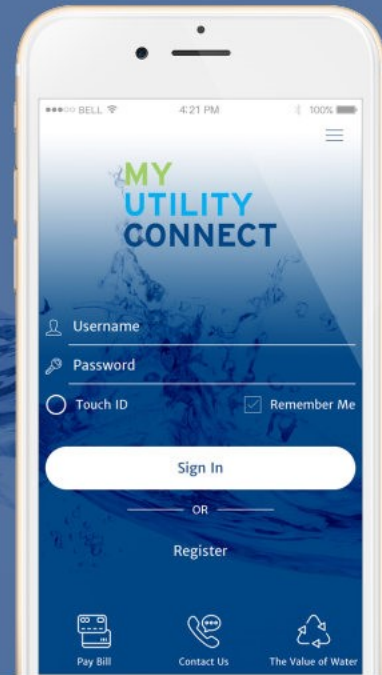 BELL 4:21 PM 100%
MY
UTILITY
CONNECT
Username
Password
Touch ID Remember Me
Sign In
OR
Register
Pay Bill Contact Us The Value of Water